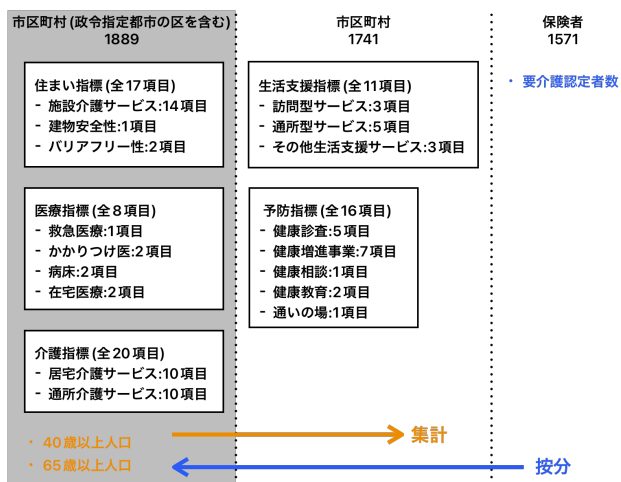 市区町村(政令指定都市の区を含む)
1889
住まい指標(全17項目)
- 施設介護サービス:14項目
- 建物安全性:1項目
- バリアフリー性:2項目
医療指標(全8項目)
- 救急医療:1項目
- かかりつけ医:2項目
- 病床:2項目
- 在宅医療:2項目
介護指標(全20項目)
- 居宅介護サービス:10項目
- 通所介護サービス:10項目
・ 40歳以上人口
・ 65歳以上人口
市区町村
1741
生活支援指標(全11項目)
- 訪問型サービス:3項目
- 通所型サービス:5項目
- その他生活支援サービス:3項目
予防指標(全16項目)
- 健康診査:5項目
- 健康増進事業:7項目
- 健康相談:1項目
- 健康教育:2項目
- 通いの場:1項目
集計
保険者
1571
・ 要介護認定者数
按分